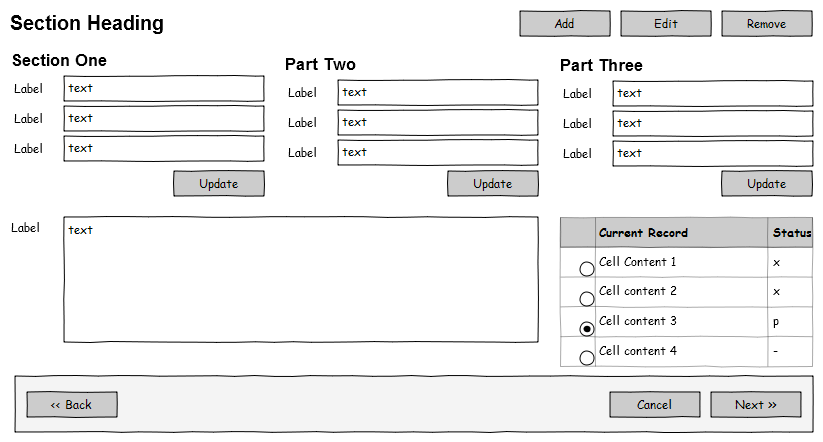 Section Heading
Add
Edit
Remove
Section One
Label text
Label text
Label text
Update
Part Two
Label text
Label text
Label text
Update
Part Three
Label text
Label text
Label text
Update
Label text
Current Record Status
Cell Content 1 x
Cell content 2 x
Cell content 3 p
Cell content 4 -
<< Back
Cancel
Next >>